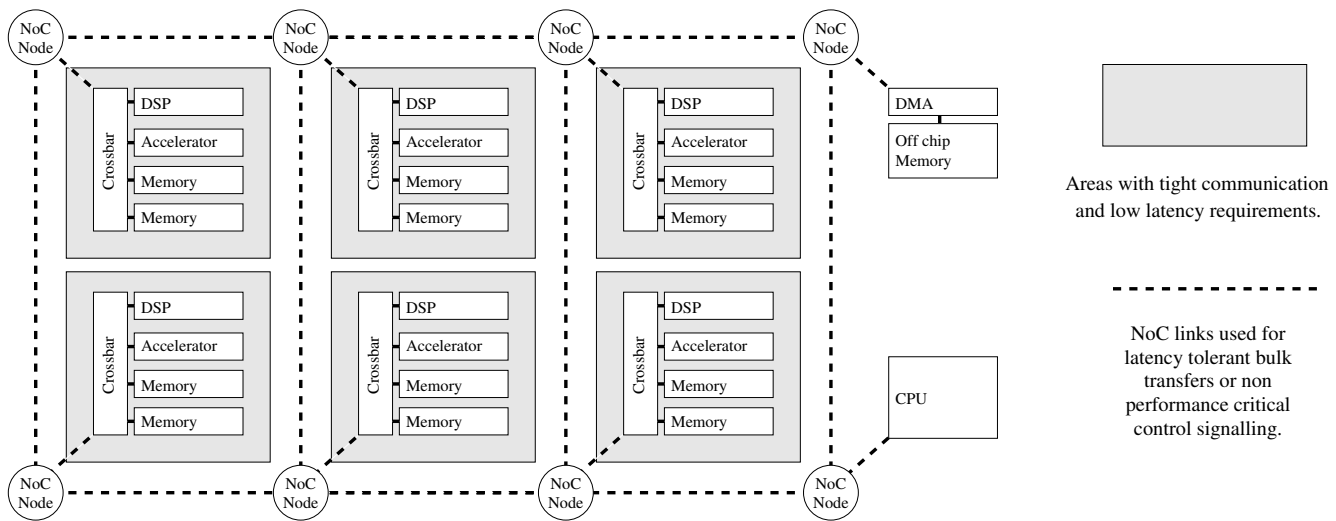 NoC
Node
NoC
Node
NoC
Node
NoC
Node
Crossbar
DSP
Accelerator
Memory
Memory
Crossbar
DSP
Accelerator
Memory
Memory
Crossbar
DSP
Accelerator
Memory
Memory
DMA
Off chip
Memory
Areas with tight communication
and low latency requirements.
Crossbar
DSP
Accelerator
Memory
Memory
Crossbar
DSP
Accelerator
Memory
Memory
Crossbar
DSP
Accelerator
Memory
Memory
CPU
NoC links used for
latency tolerant bulk
transfers or non
performance critical
control signalling.
NoC
Node
NoC
Node
NoC
Node
NoC
Node